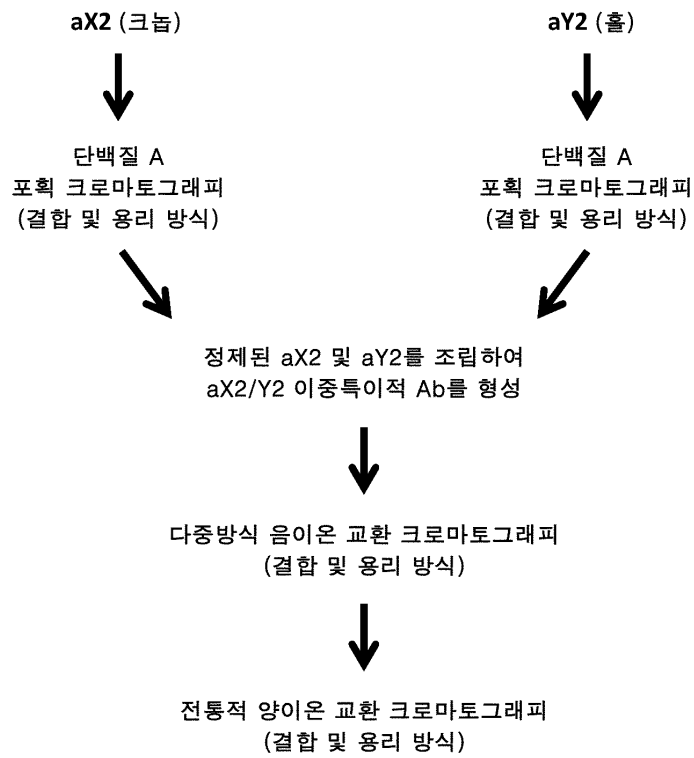 aX2 (크놉)
aY2 (홀)
단백질 A
포획 크로마토그래피
(결합 및 용리 방식)
단백질 A
포획 크로마토그래피
(결합 및 용리 방식)
정제된 aX2 및 aY2를 조립하여
aX2/Y2 이중특이적 Ab를 형성
다중방식 음이온 교환 크로마토그래피
(결합 및 용리 방식)
전통적 양이온 교환 크로마토그래피
(결합 및 용리 방식)